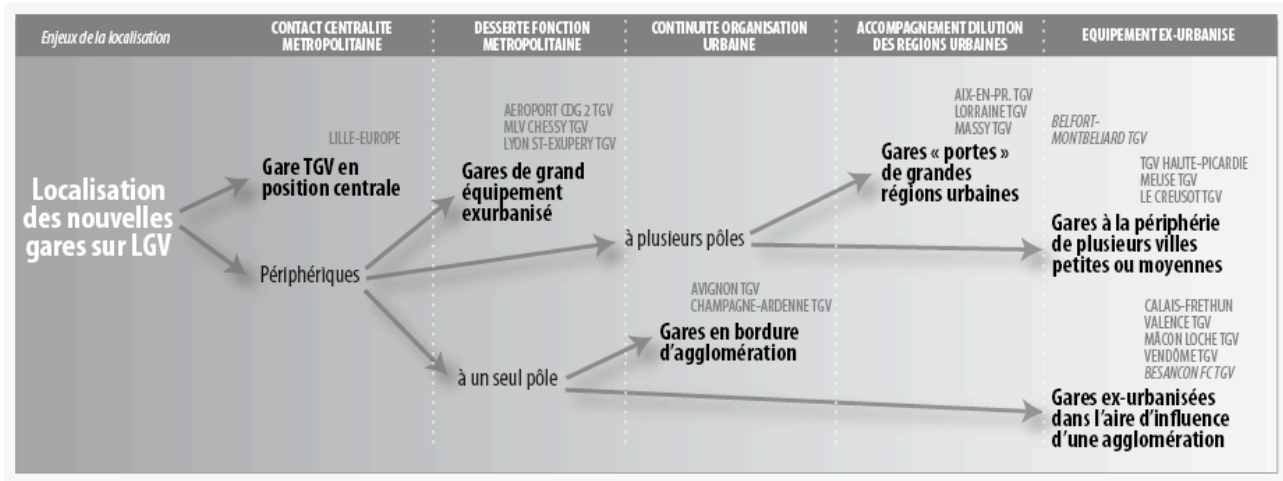 Enjeux de la localisation
CONTACT CENTRALITE
METROPOLITAINE
DESSERTE FONCTION
METROPOLITAINE
CONTINUITE ORGANISATION
URBAINE
ACCOMPAGNEMENT DILUTION
DES REGIONS URBAINES
EQUIPEMENT EX-URBANISE
Localisation
des nouvelles
gares sur LGV
LILLE-EUROPE
Gare TGV en
position centrale
Périphériques
AEROPORT CDG 2 TGV
MLV CHESSY TGV
LYON ST-EXUPERY TGV
Gares de grand
équipement
exurbanisé
à plusieurs pôles
AIX-EN-PR. TGV
LORRAINE TGV
MASSY TGV
Gares « portes »
de grandes
régions urbaines
BELFORT-
MONTBELIARD TGV
TGV HAUTE-PICARDIE
MEUSE TGV
LE CREUSOT TGV
Gares à la périphérie
de plusieurs villes
petites ou moyennes
à un seul pôle
AVIGNON TGV
CHAMPAGNE-ARDENNE TGV
Gares en bordure
d'agglomération
CALAIS-FRETHUN
VALENCE TGV
MÂCON LOCHE TGV
VENDÔME TGV
BESANCON FC TGV
Gares ex-urbanisées
dans l'aire d'influence
d'une agglomération